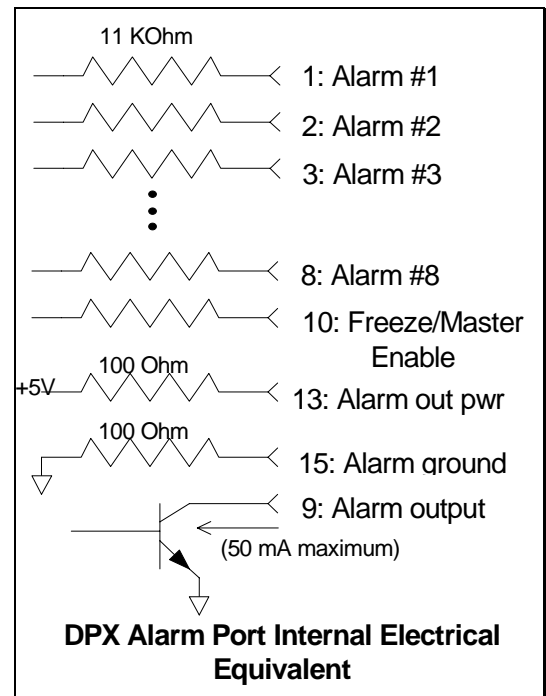 11 KOhm
1: Alarm #1
2: Alarm #2
3: Alarm #3
8: Alarm #8
10: Freeze/Master
Enable
100 Ohm
+5V
13: Alarm out pwr
100 Ohm
15: Alarm ground
9: Alarm output
(50 mA maximum)
DPX Alarm Port Internal Electrical
Equivalent